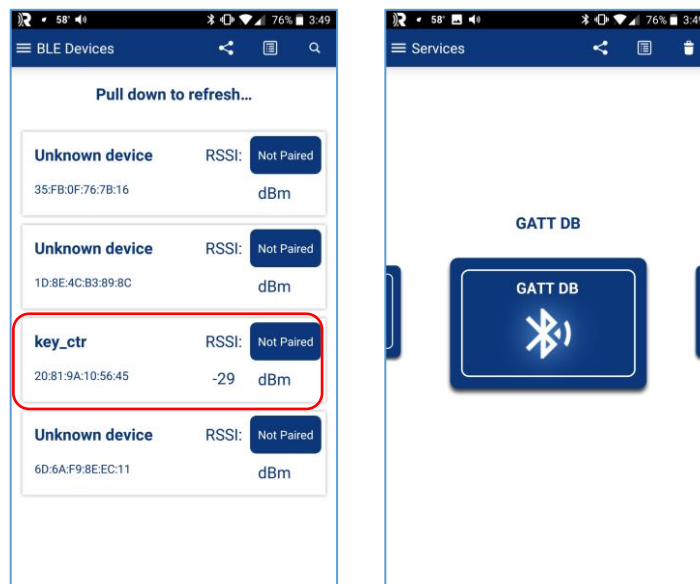 58° 76% 3:49
BLE Devices
Pull down to refresh...
Unknown device RSSI: Not Paired
35:FB:0F:76:7B:16 dBm
Unknown device RSSI: Not Paired
1D:8E:4C:B3:89:8C dBm
key_ctr RSSI: Not Paired
20:81:9A:10:56:45 -29 dBm
Unknown device RSSI: Not Paired
6D:6A:F9:8E:EC:11 dBm
58° 76% 3:49
Services
GATT DB
GATT DB